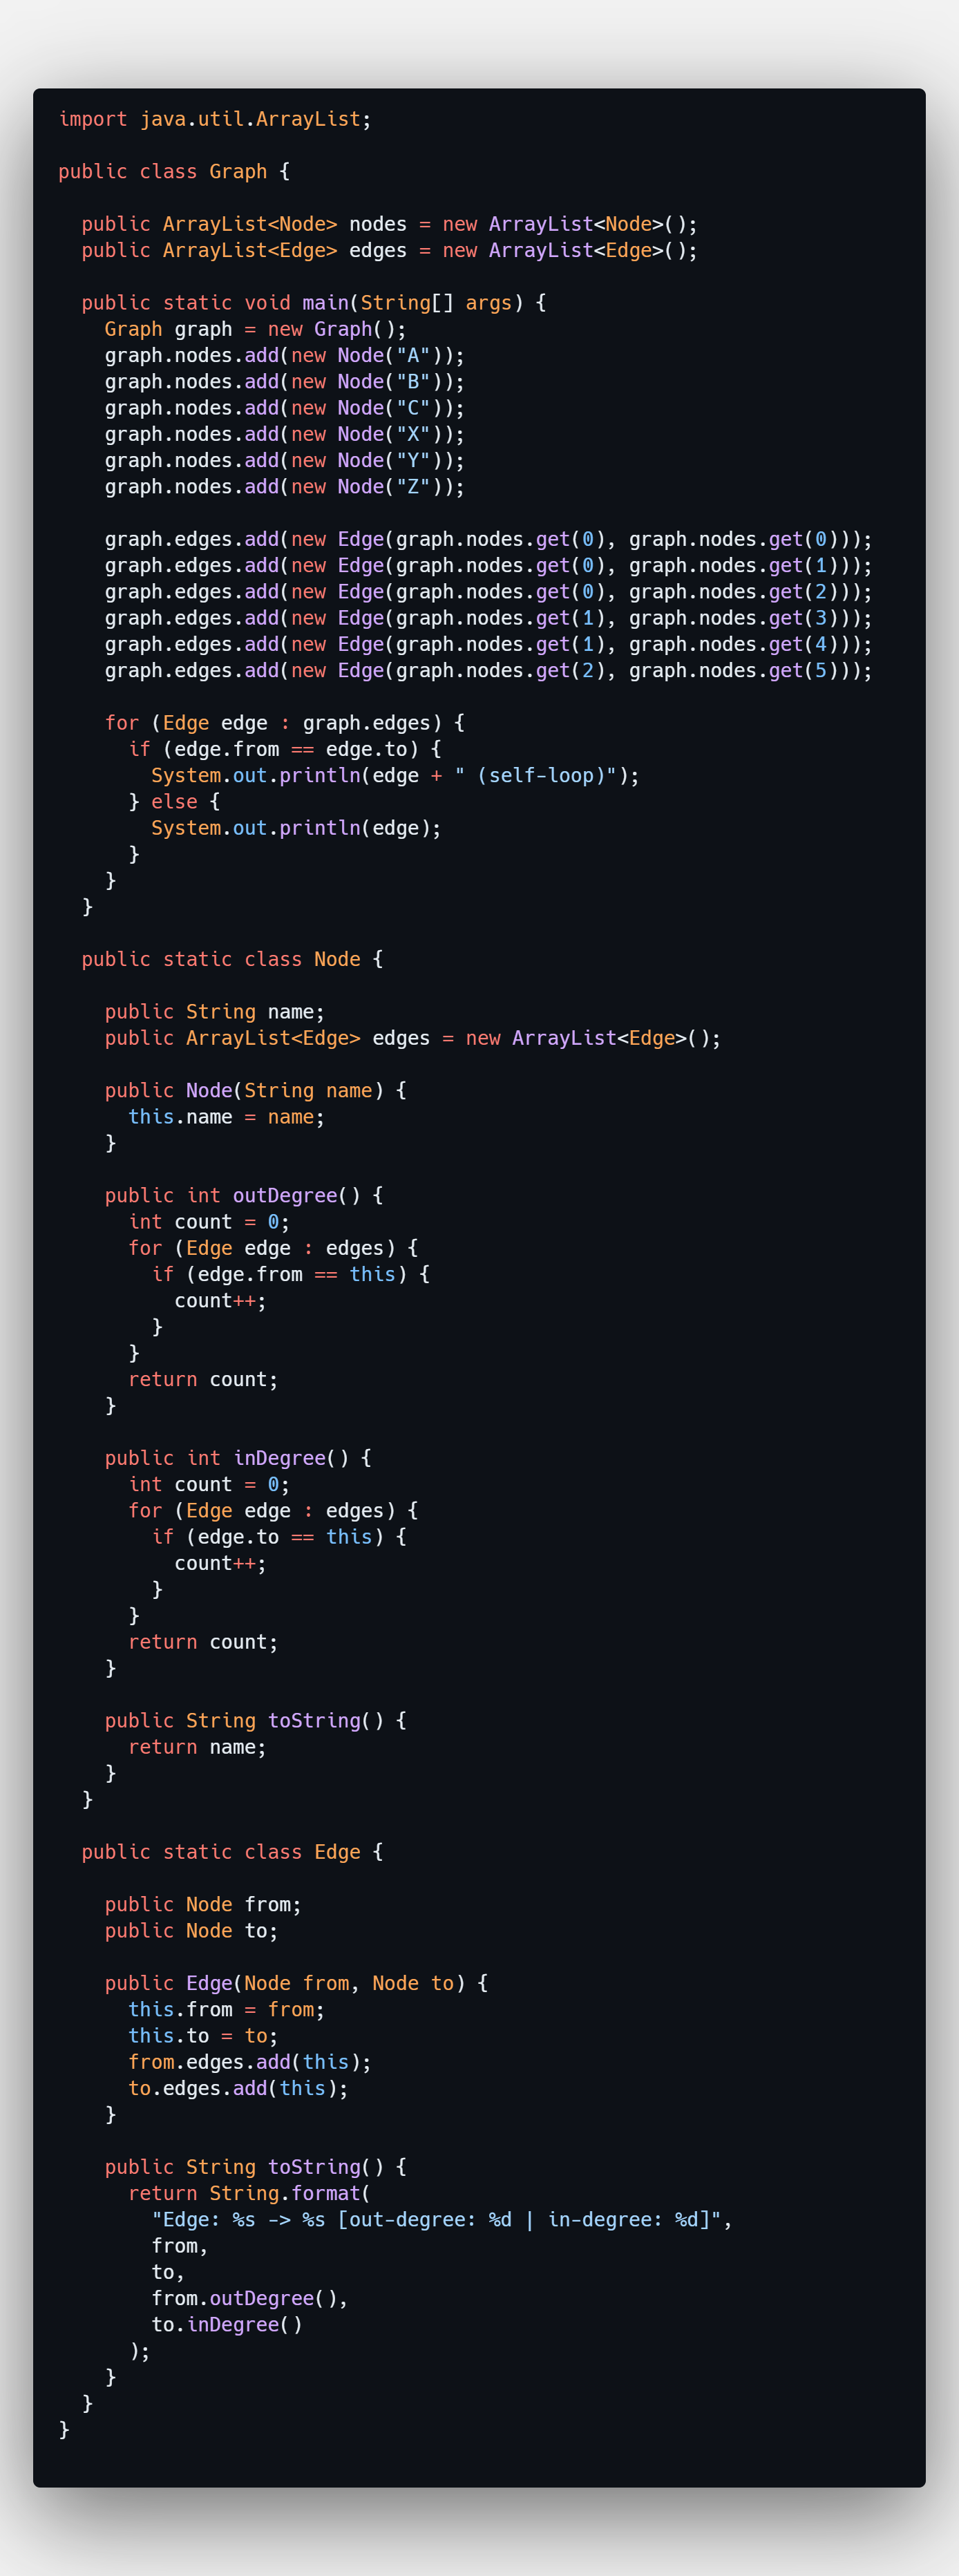 import java.util.ArrayList;

public class Graph {

  public ArrayList<Node> nodes = new ArrayList<Node>();
  public ArrayList<Edge> edges = new ArrayList<Edge>();

  public static void main(String[] args) {
    Graph graph = new Graph();
    graph.nodes.add(new Node("A"));
    graph.nodes.add(new Node("B"));
    graph.nodes.add(new Node("C"));
    graph.nodes.add(new Node("X"));
    graph.nodes.add(new Node("Y"));
    graph.nodes.add(new Node("Z"));

    graph.edges.add(new Edge(graph.nodes.get(0), graph.nodes.get(0)));
    graph.edges.add(new Edge(graph.nodes.get(0), graph.nodes.get(1)));
    graph.edges.add(new Edge(graph.nodes.get(0), graph.nodes.get(2)));
    graph.edges.add(new Edge(graph.nodes.get(1), graph.nodes.get(3)));
    graph.edges.add(new Edge(graph.nodes.get(1), graph.nodes.get(4)));
    graph.edges.add(new Edge(graph.nodes.get(2), graph.nodes.get(5)));

    for (Edge edge : graph.edges) {
      if (edge.from == edge.to) {
        System.out.println(edge + " (self-loop)");
      } else {
        System.out.println(edge);
      }
    }
  }

  public static class Node {

    public String name;
    public ArrayList<Edge> edges = new ArrayList<Edge>();

    public Node(String name) {
      this.name = name;
    }

    public int outDegree() {
      int count = 0;
      for (Edge edge : edges) {
        if (edge.from == this) {
          count++;
        }
      }
      return count;
    }

    public int inDegree() {
      int count = 0;
      for (Edge edge : edges) {
        if (edge.to == this) {
          count++;
        }
      }
      return count;
    }

    public String toString() {
      return name;
    }
  }

  public static class Edge {

    public Node from;
    public Node to;

    public Edge(Node from, Node to) {
      this.from = from;
      this.to = to;
      from.edges.add(this);
      to.edges.add(this);
    }

    public String toString() {
      return String.format(
        "Edge: %s -> %s [out-degree: %d | in-degree: %d]",
        from,
        to,
        from.outDegree(),
        to.inDegree()
      );
    }
  }
}